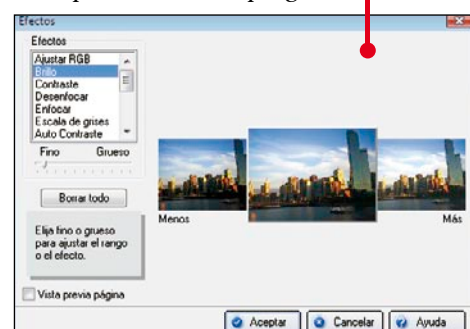 Efectos
Efectos
Ajustar RGB
Brillo
Contraste
Desenfocar
Enfocar
Escala de grises
Auto Contraste
Fino Grueso
Borrar todo
Menos Más
Elija fino o grueso
para ajustar el rango
o el efecto.
Vista previa página
Aceptar Cancelar Ayuda